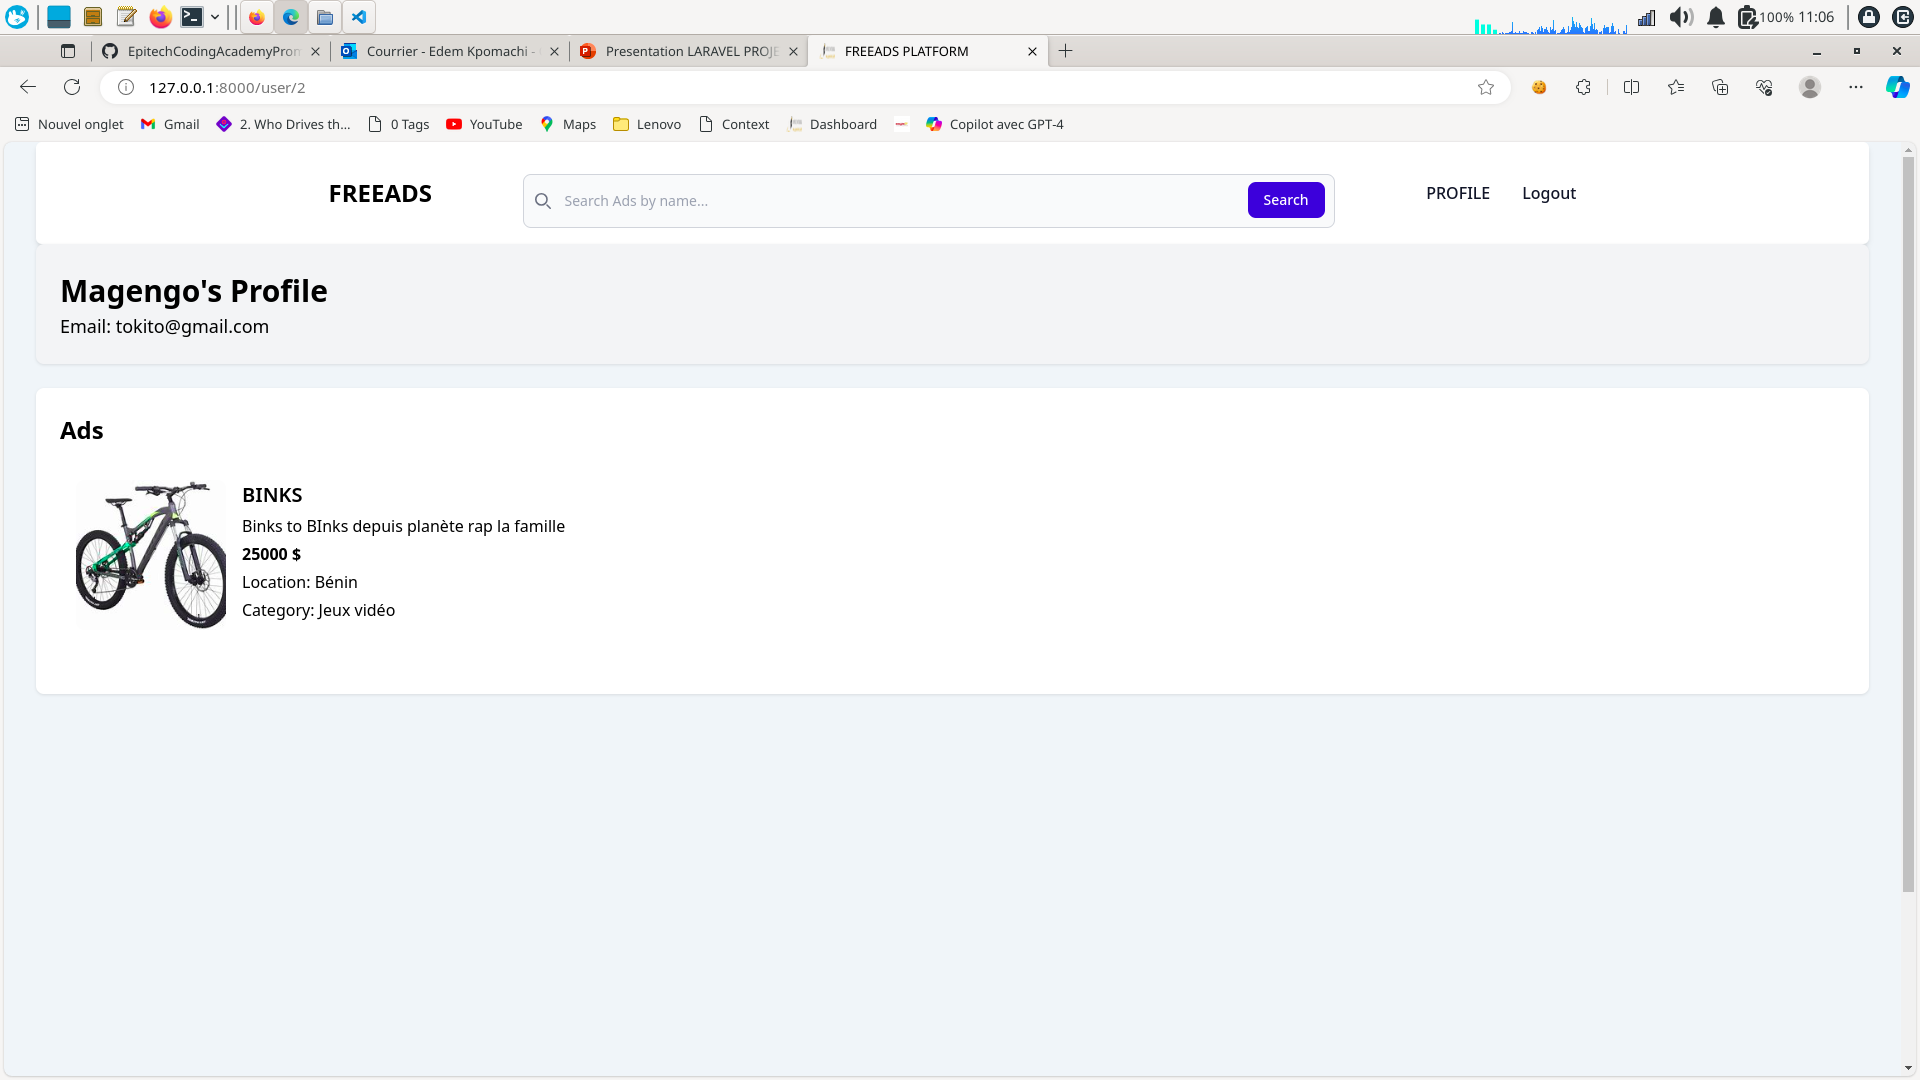 100% 11:06
EpitechCodingAcademyPron
Courrier - Edem Kpomachi -
Presentation LARAVEL PROJE
FREEADS PLATFORM
127.0.0.1:8000/user/2
Nouvel onglet
Gmail
2. Who Drives th...
0 Tags
YouTube
Maps
Lenovo
Context
Dashboard
Copilot avec GPT-4
FREEADS
Search Ads by name...
Search
PROFILE
Logout
Magengo's Profile
Email: tokito@gmail.com
Ads
BINKS
Binks to BInks depuis planète rap la famille
25000 $
Location: Bénin
Category: Jeux vidéo